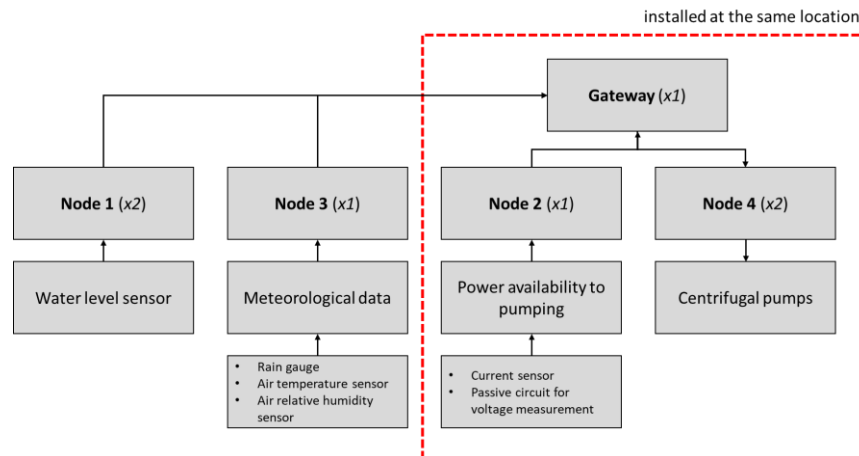 installed at the same location
Gateway (x1)
Node 1 (x2)
Node 3 (x1)
Node 2 (x1)
Node 4 (x2)
Water level sensor
Meteorological data
Power availability to
pumping
Centrifugal pumps
• Rain gauge
• Air temperature sensor
• Air relative humidity
sensor
• Current sensor
• Passive circuit for
voltage measurement